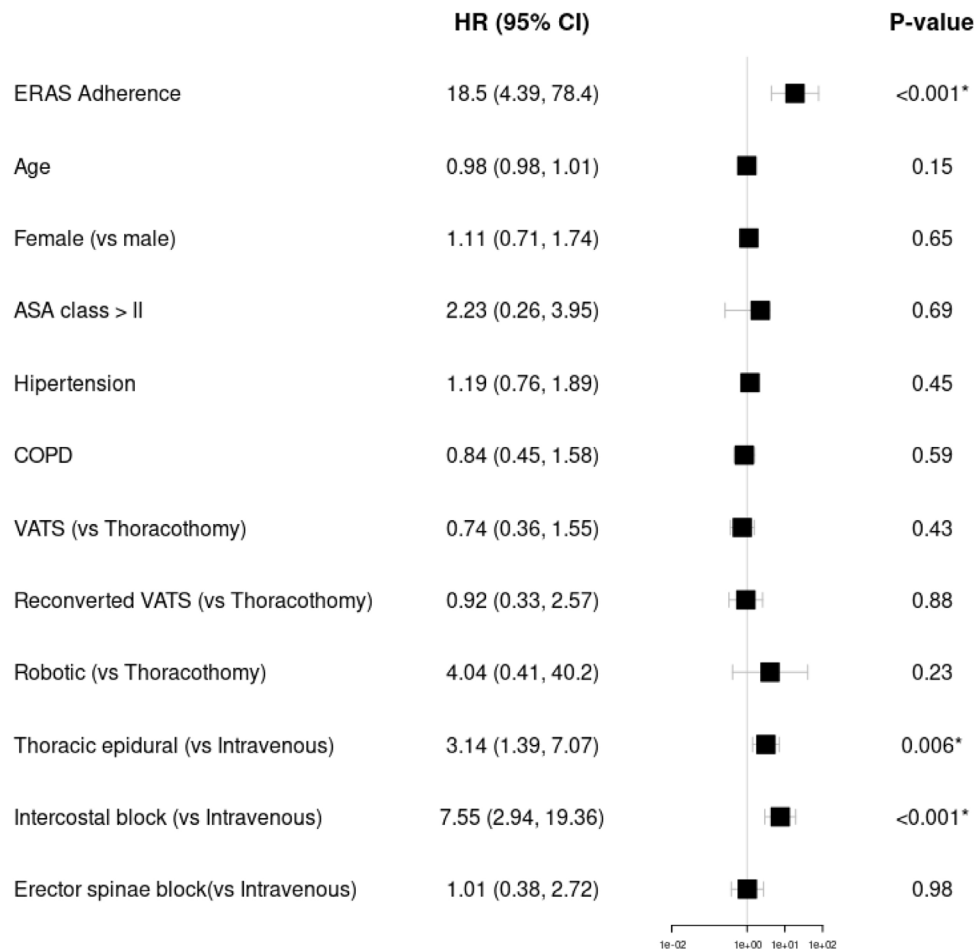 HR (95% CI) P-value
ERAS Adherence 18.5 (4.39, 78.4) <0.001*
Age 0.98 (0.98, 1.01) 0.15
Female (vs male) 1.11 (0.71, 1.74) 0.65
ASA class > II 2.23 (0.26, 3.95) 0.69
Hipertension 1.19 (0.76, 1.89) 0.45
COPD 0.84 (0.45, 1.58) 0.59
VATS (vs Thoracothomy) 0.74 (0.36, 1.55) 0.43
Reconverted VATS (vs Thoracothomy) 0.92 (0.33, 2.57) 0.88
Robotic (vs Thoracothomy) 4.04 (0.41, 40.2) 0.23
Thoracic epidural (vs Intravenous) 3.14 (1.39, 7.07) 0.006*
Intercostal block (vs Intravenous) 7.55 (2.94, 19.36) <0.001*
Erector spinae block(vs Intravenous) 1.01 (0.38, 2.72) 0.98
1e-02 1e+00 1e+01 1e+02